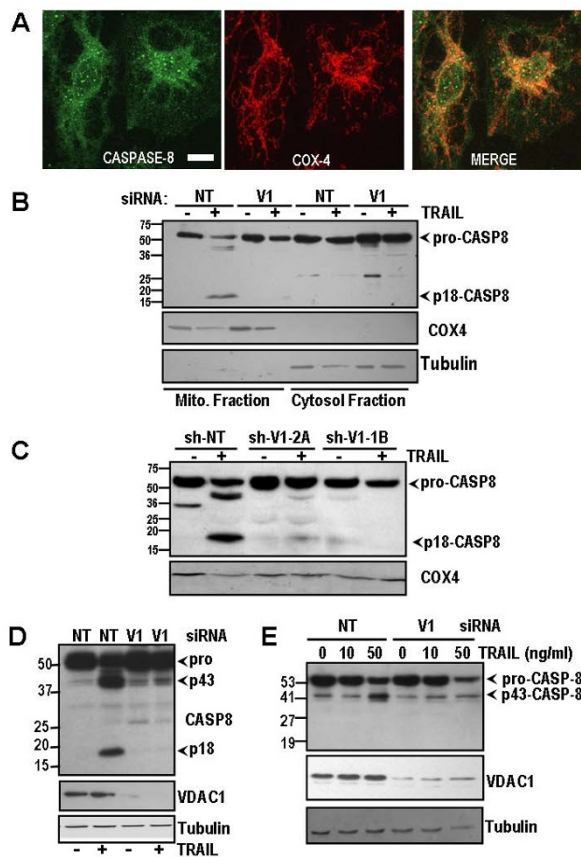 A
CASPASE-8
COX-4
MERGE
B
siRNA: NT V1 NT V1
- + - + - + - + TRAIL
75
50
36
25
20
15
pro-CASP8
p18-CASP8
COX4
Tubulin
Mito. Fraction Cytosol Fraction
C
sh-NT sh-V1-2A sh-V1-1B
- + - + - + TRAIL
75
50
36
25
20
15
pro-CASP8
p18-CASP8
COX4
D
NT NT V1 V1 siRNA
50
37
25
20
15
pro
p43
CASP8
p18
VDAC1
Tubulin
- + - + TRAIL
E
NT V1 siRNA
0 10 50 0 10 50 TRAIL (ng/ml)
53
41
27
19
pro-CASP-8
p43-CASP-8
VDAC1
Tubulin